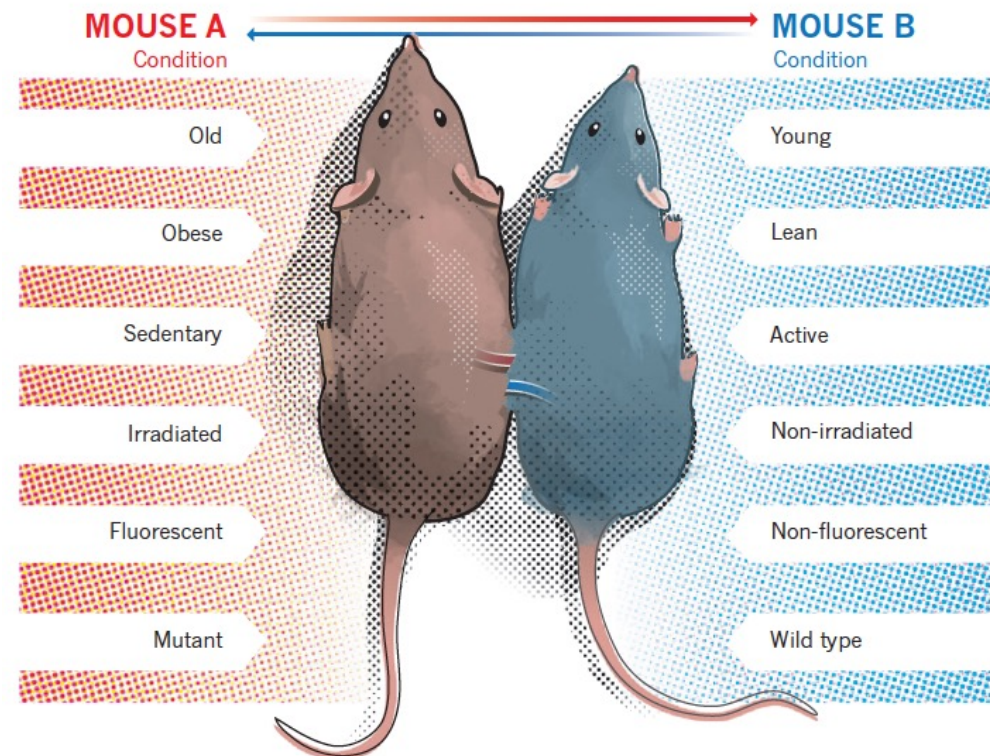 MOUSE A
Condition
MOUSE B
Condition
Old
Young
Obese
Lean
Sedentary
Active
Irradiated
Non-irradiated
Fluorescent
Non-fluorescent
Mutant
Wild type